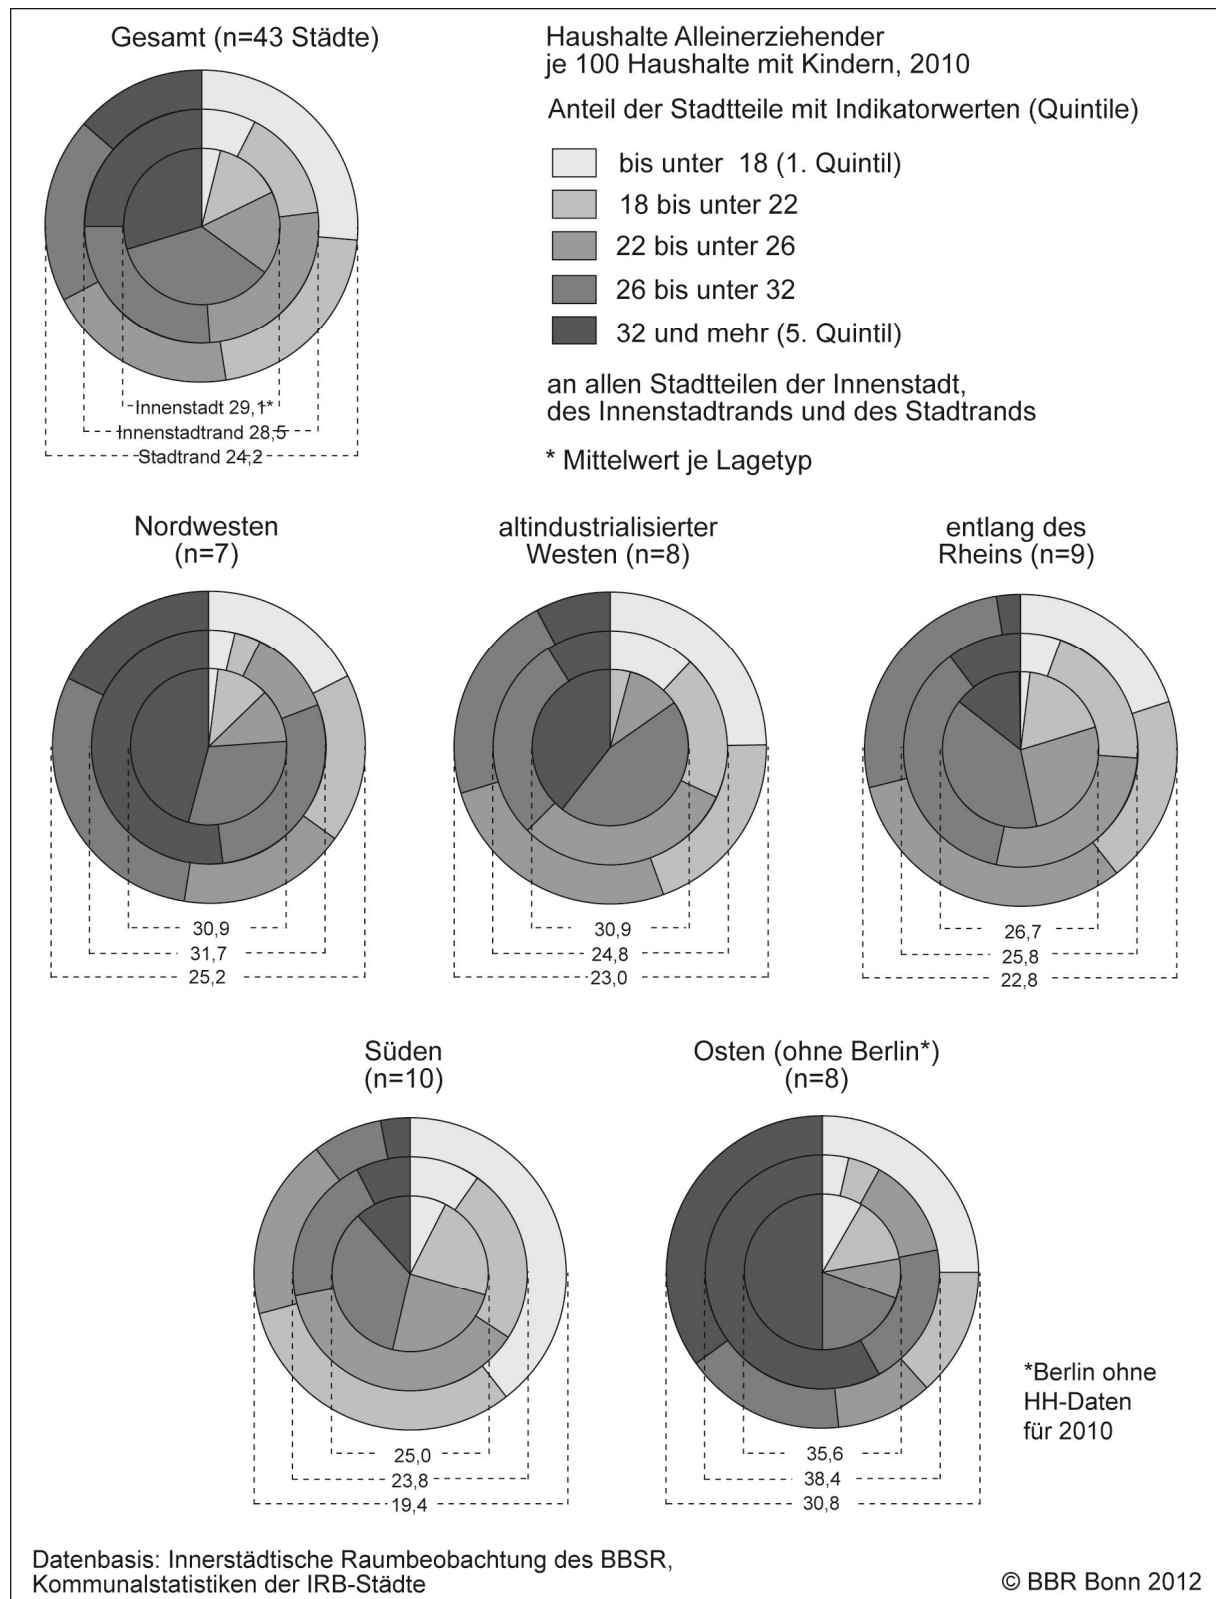 Gesamt (n=43 Städte)
Haushalte Alleinerziehender
je 100 Haushalte mit Kindern, 2010
Anteil der Stadtteile mit Indikatorwerten (Quintile)
bis unter 18 (1. Quintil)
18 bis unter 22
22 bis unter 26
26 bis unter 32
32 und mehr (5. Quintil)
an allen Stadtteilen der Innenstadt,
des Innenstadtrands und des Stadtrands
* Mittelwert je Lagetyp
Innenstadt 29,1*
Innenstadtrand 28,5
Stadtrand 24,2
Nordwesten
(n=7)
30,9
31,7
25,2
altindustrialisierter
Westen (n=8)
30,9
24,8
23,0
entlang des
Rheins (n=9)
26,7
25,8
22,8
Süden
(n=10)
25,0
23,8
19,4
Osten (ohne Berlin*)
(n=8)
35,6
38,4
30,8
*Berlin ohne
HH-Daten
für 2010
Datenbasis: Innerstädtische Raumbeobachtung des BBSR,
Kommunalstatistiken der IRB-Städte
© BBR Bonn 2012